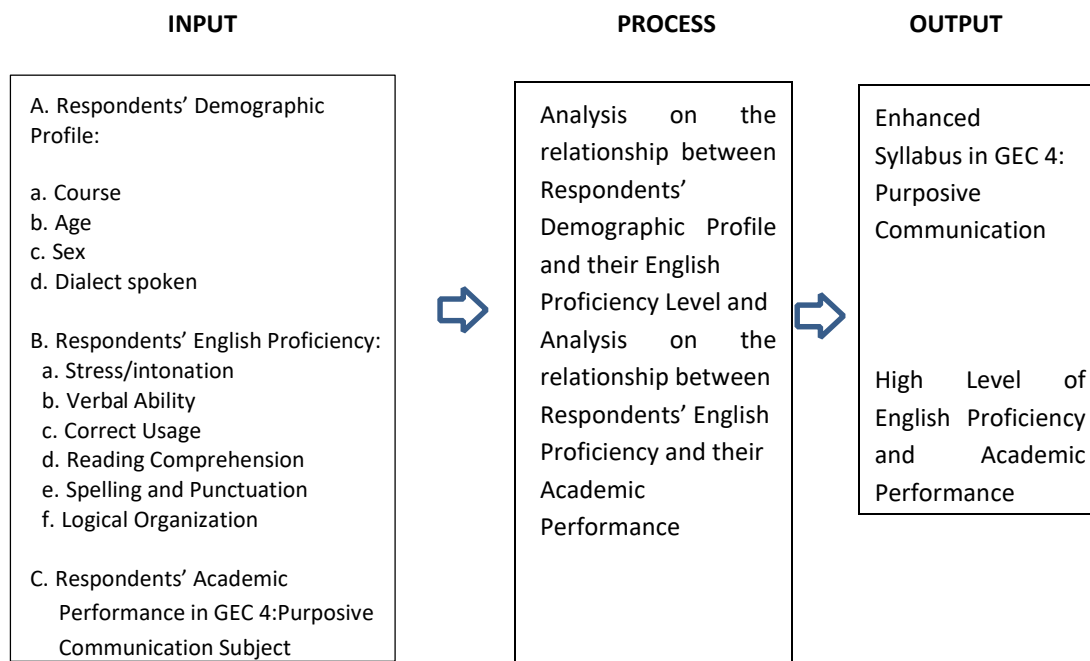 INPUT
PROCESS
OUTPUT
A. Respondents’ Demographic
Profile:
a. Course
b. Age
c. Sex
d. Dialect spoken
B. Respondents’ English Proficiency:
a. Stress/intonation
b. Verbal Ability
c. Correct Usage
d. Reading Comprehension
e. Spelling and Punctuation
f. Logical Organization
C. Respondents’ Academic
Performance in GEC 4:Purposive
Communication Subject
Analysis on the
relationship between
Respondents’
Demographic Profile
and their English
Proficiency Level and
Analysis on the
relationship between
Respondents’ English
Proficiency and their
Academic
Performance
Enhanced
Syllabus in GEC 4:
Purposive
Communication
High Level of
English Proficiency
and Academic
Performance